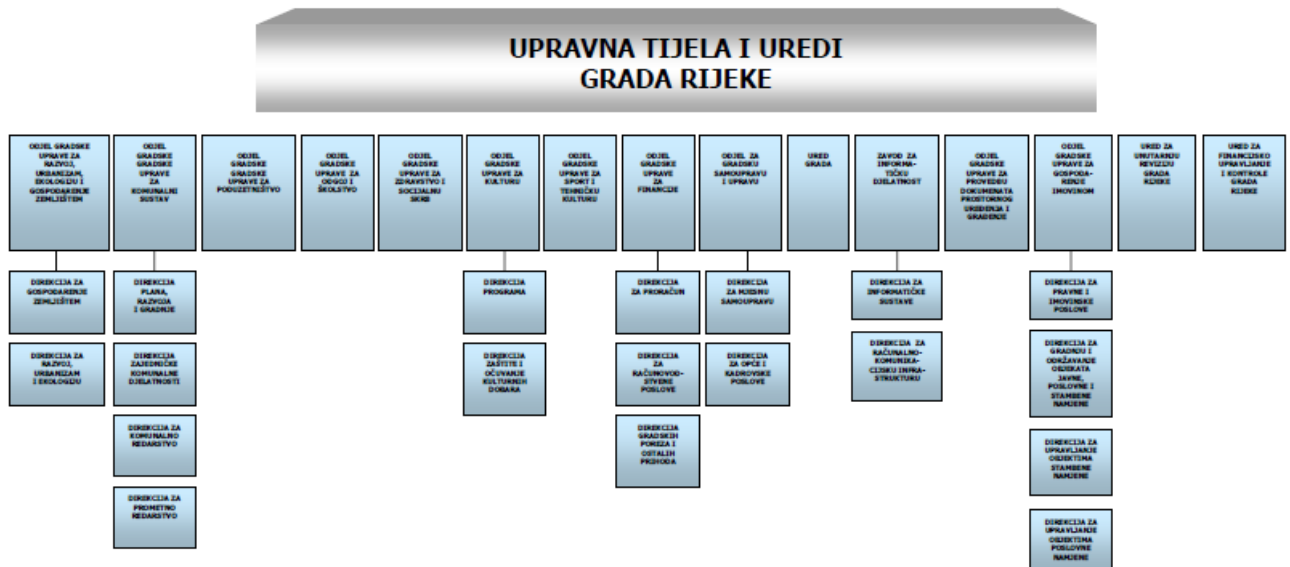 UPRAVNA TIJELA I UREDI
GRADA RIJEKE
ODJEL GRADSKE
UPRAVE ZA
RAZVOJ,
URBANIZAM,
EKOLOGIJU I
GOSPODARENJE
ZEMLJIŠTEM
ODJEL
GRADSKE
GRADSKE
UPRAVE
ZA
KOMUNALNI
SUSTAV
ODJEL
GRADSKE
GRADSKE
UPRAVE ZA
PODUZETNIŠTVO
ODJEL
GRADSKE
UPRAVE ZA
ODGOJ I
ŠKOLSTVO
ODJEL
GRADSKE
UPRAVE ZA
ZDRAVSTVO I
SOCIJALNU
SKRB
ODJEL
GRADSKE
UPRAVE ZA
KULTURU
ODJEL
GRADSKE
UPRAVE ZA
SPORT I
TEHNIČKU
KULTURU
ODJEL
GRADSKE
UPRAVE
ZA
FINANCIJE
ODJEL ZA
GRADSKU
SAMOUPRAVU
I UPRAVU
URED
GRADA
ZAVOD ZA
INFORMA-
TIČKU
DJELATNOST
ODJEL
GRADSKE
UPRAVE ZA
PROVEDBU
DOKUMENATA
PROSTORNOG
UREĐENJA I
GRAĐENJE
ODJEL
GRADSKE
UPRAVE ZA
GOSPODA-
RENJE
IMOVINOM
URED ZA
UNUTARNJU
REVIZIJU
GRADA
RIJEKE
URED ZA
FINANCIJSKO
UPRAVLJANJE
I KONTROLE
GRADA
RIJEKE
DIREKCIJA ZA
GOSPODARENJE
ZEMLJIŠTEM
DIREKCIJA ZA
RAZVOJ,
URBANIZAM
I EKOLOGIJU
DIREKCIJA
PLANA,
RAZVOJA
I GRADNJE
DIREKCIJA
ZAJEDNIČKE
KOMUNALNE
DJELATNOSTI
DIREKCIJA ZA
KOMUNALNO
REDARSTVO
DIREKCIJA ZA
PROMETNO
REDARSTVO
DIREKCIJA
PROGRAMA
DIREKCIJA
ZAŠTITE I
OČUVANJE
KULTURNIH
DOBARA
DIREKCIJA
ZA PRORAČUN
DIREKCIJA
ZA
RAČUNOVOD-
STVENE
POSLOVE
DIREKCIJA
GRADSKIH
POREZA I
OSTALIH
PRIHODA
DIREKCIJA
ZA MJESNU
SAMOUPRAVU
DIREKCIJA
ZA OPĆE I
KADROVSKE
POSLOVE
DIREKCIJA ZA
INFORMATIČKE
SUSTAVE
DIREKCIJA ZA
RAČUNALNO-
KOMUNIKA-
CIJSKU INFRA-
STRUKTURU
DIREKCIJA ZA
PRAVNE I
IMOVINSKE
POSLOVE
DIREKCIJA ZA
GRADNJU I
ODRŽAVANJE
OBJEKATA
JAVNE,
POSLOVNE I
STAMBENE
NAMJENE
DIREKCIJA ZA
UPRAVLJANJE
OBJEKTIMA
STAMBENE
NAMJENE
DIREKCIJA ZA
UPRAVLJANJE
OBJEKTIMA
POSLOVNE
NAMJENE